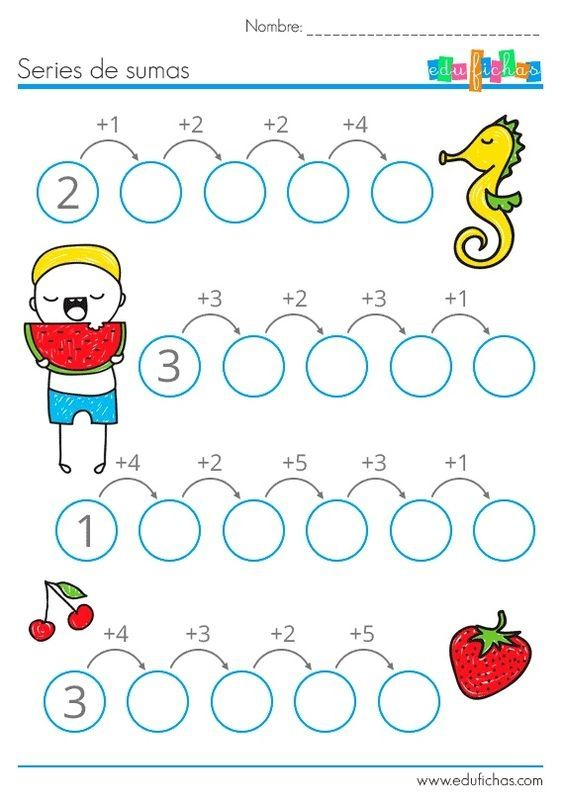 Nombre:___________________________
Series de sumas
edufichas
+1 +2 +2 +4
2
+3 +2 +3 +1
3
+4 +2 +5 +3 +1
1
+4 +3 +2 +5
3
www.edufichas.com